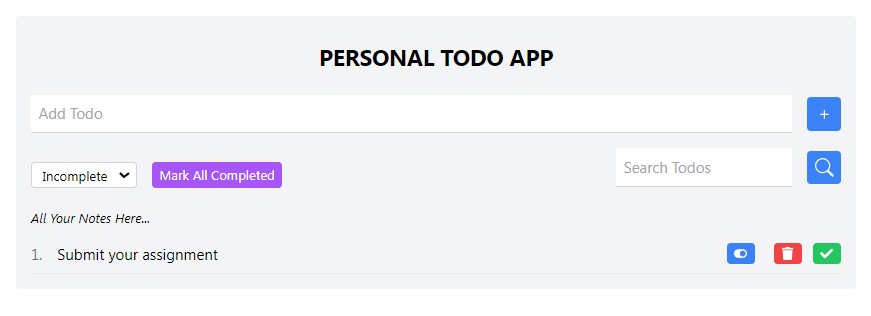 PERSONAL TODO APP
Add Todo
+
Incomplete
Mark All Completed
Search Todos
All Your Notes Here...
1. Submit your assignment